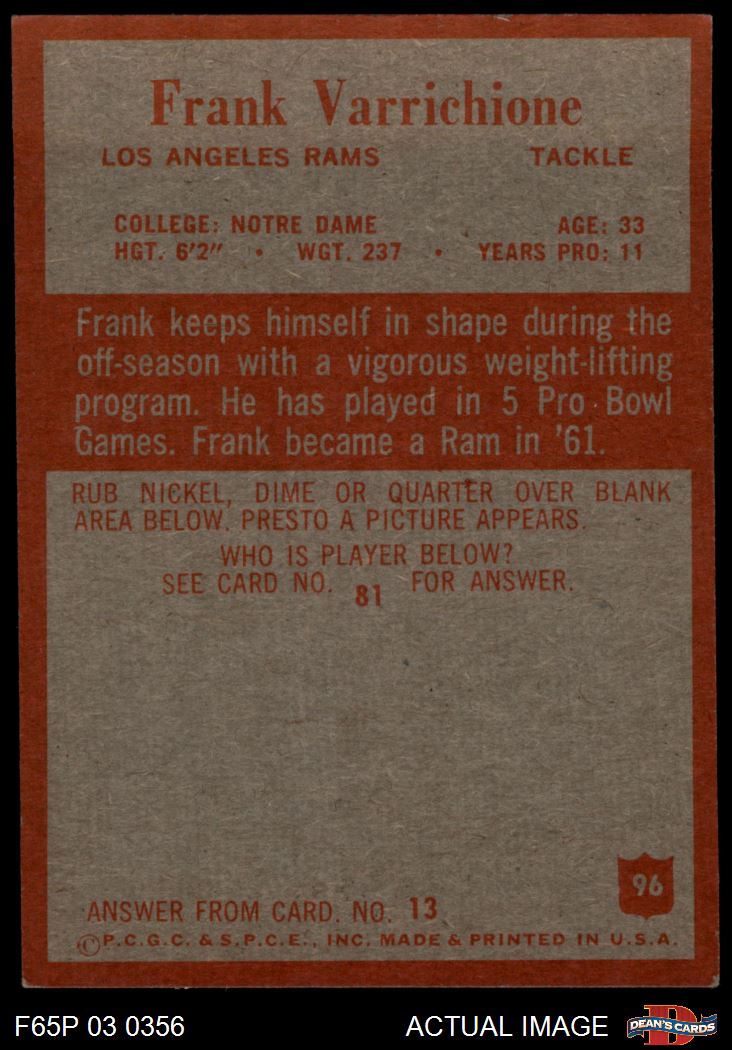 Frank Varrichione
LOS ANGELES RAMS TACKLE
COLLEGE: NOTRE DAME AGE: 33
HGT. 6'2" • WGT. 237 • YEARS PRO: 11
Frank keeps himself in shape during the
off-season with a vigorous weight-lifting
program. He has played in 5 Pro Bowl
Games. Frank became a Ram in '61.
RUB NICKEL, DIME OR QUARTER OVER BLANK
AREA BELOW. PRESTO A PICTURE APPEARS.
WHO IS PLAYER BELOW?
SEE CARD NO. 81 FOR ANSWER.
96
ANSWER FROM CARD. NO. 13
©P.C.G.C. & S.P.C.E., INC. MADE & PRINTED IN U.S.A.
F65P 03 0356 ACTUAL IMAGE
D
DEAN'S CARDS